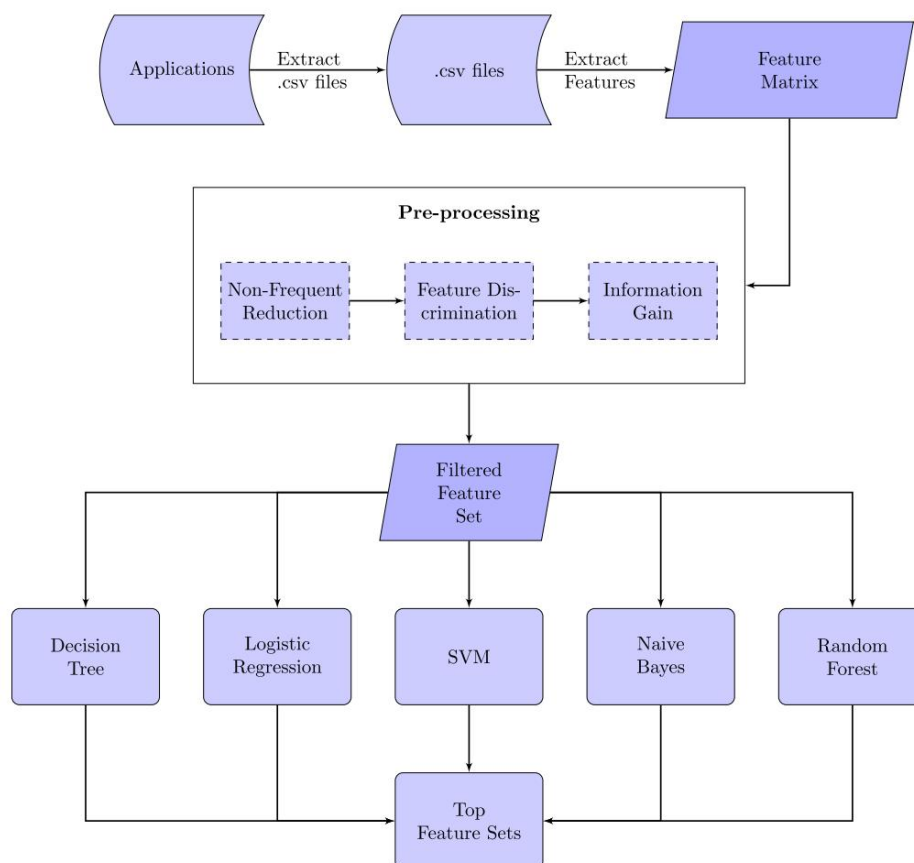 Applications
Extract
.csv files
.csv files
Extract
Features
Feature
Matrix
Pre-processing
Non-Frequent
Reduction
Feature Dis-
crimination
Information
Gain
Filtered
Feature
Set
Decision
Tree
Logistic
Regression
SVM
Naive
Bayes
Random
Forest
Top
Feature Sets